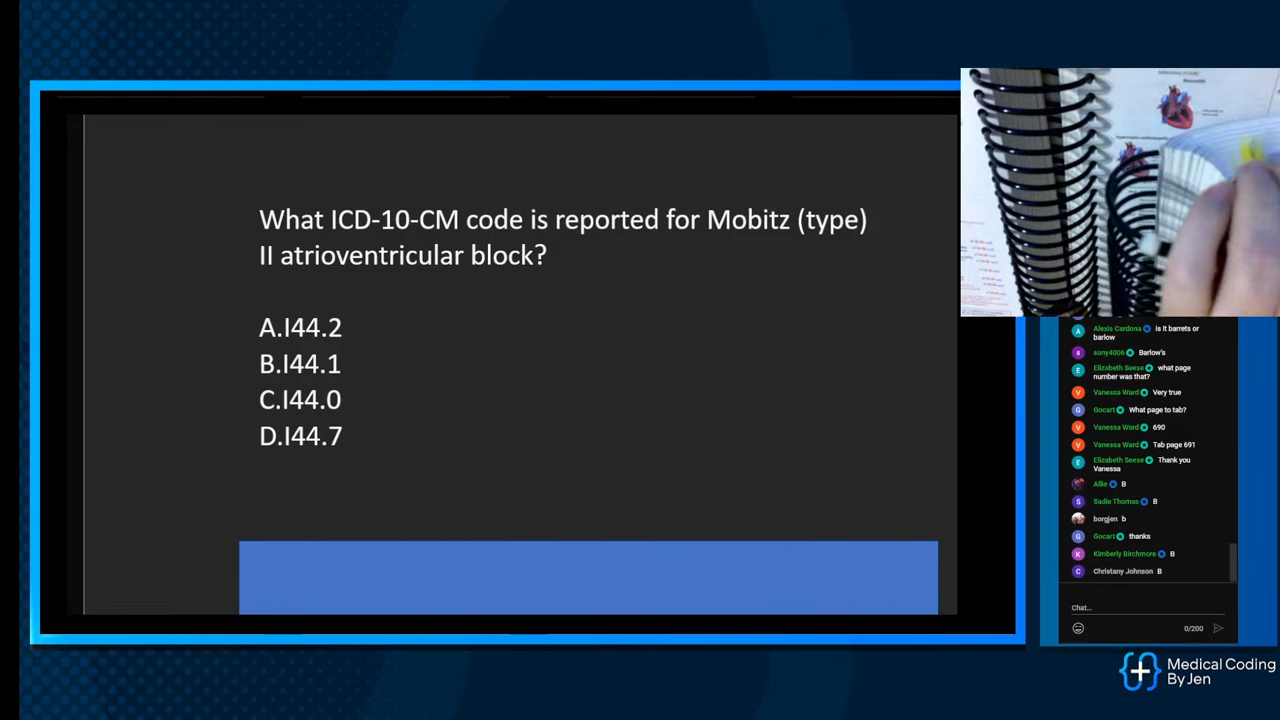 What ICD-10-CM code is reported for Mobitz (type)
II atrioventricular block?
A.I44.2
B.I44.1
C.I44.0
D.I44.7
Alexis Cardona is it barrets or
barlow
sony4006 Barlow's
Elizabeth Seese what page
number was that?
Vanessa Ward Very true
Gocart What page to tab?
Vanessa Ward 690
Vanessa Ward Tab page 691
Elizabeth Seese Thank you
Vanessa
Allie B
Sadie Thomas B
borgjen b
Gocart thanks
Kimberly Birchmore B
Christany Johnson B
Chat...
0/200
Medical Coding
By Jen